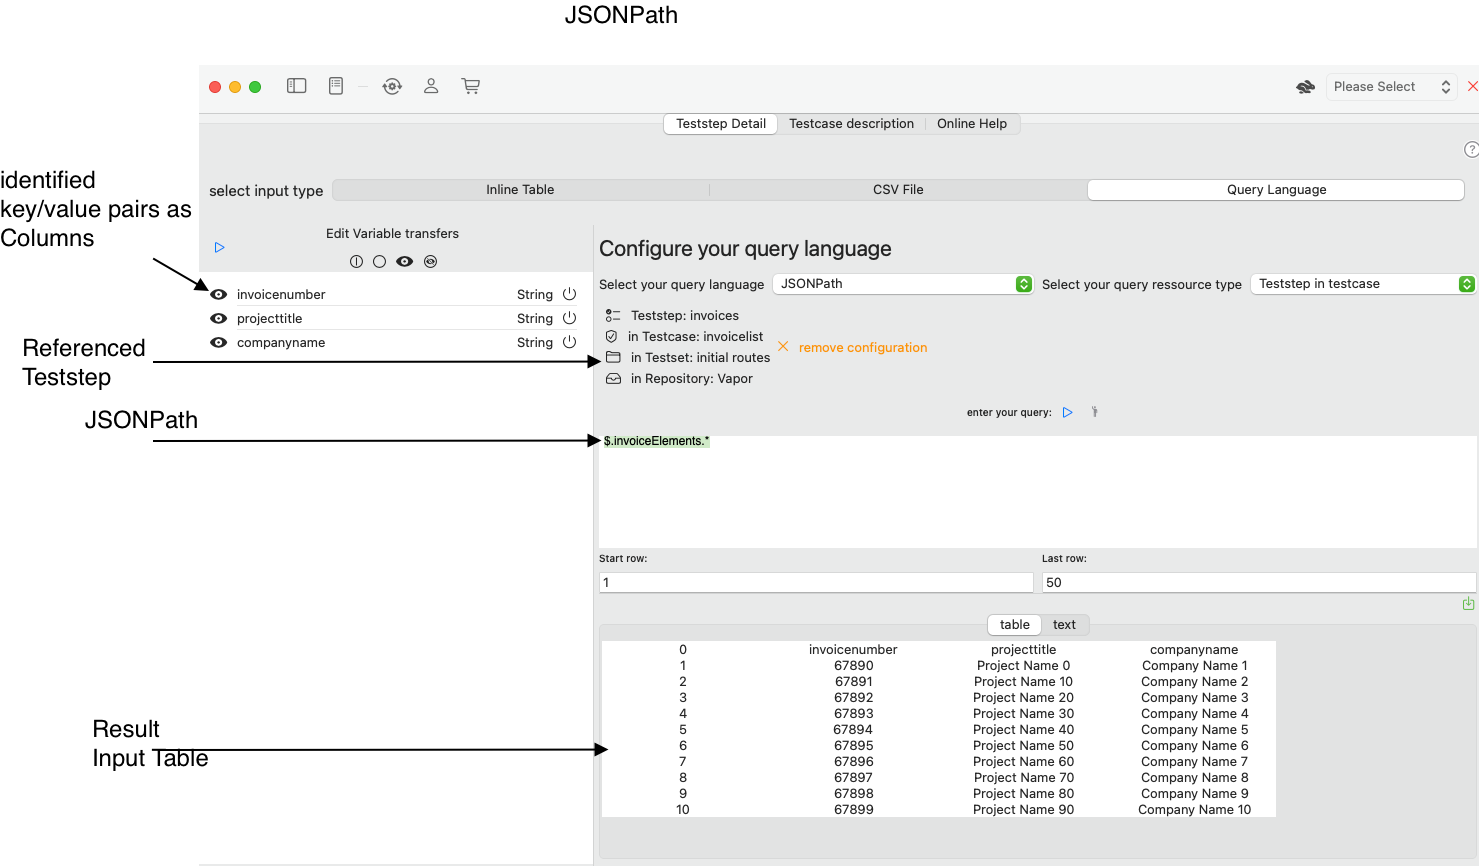 JSONPath
Please Select
Teststep Detail Testcase description Online Help
?
identified
key/value pairs as
Columns
select input type Inline Table CSV File Query Language
Edit Variable transfers
invoicenumber String
projecttitle String
companyname String
Configure your query language
Select your query language JSONPath Select your query ressource type Teststep in testcase
Teststep: invoices
in Testcase: invoicelist
in Testset: initial routes
in Repository: Vapor
remove configuration
Referenced
Teststep
enter your query:
JSONPath
$.invoiceElements.*
Start row: Last row:
1 50
table text
0 invoicenumber projecttitle companyname
1 67890 Project Name 0 Company Name 1
2 67891 Project Name 10 Company Name 2
3 67892 Project Name 20 Company Name 3
4 67893 Project Name 30 Company Name 4
5 67894 Project Name 40 Company Name 5
6 67895 Project Name 50 Company Name 6
7 67896 Project Name 60 Company Name 7
8 67897 Project Name 70 Company Name 8
9 67898 Project Name 80 Company Name 9
10 67899 Project Name 90 Company Name 10
Result
Input Table